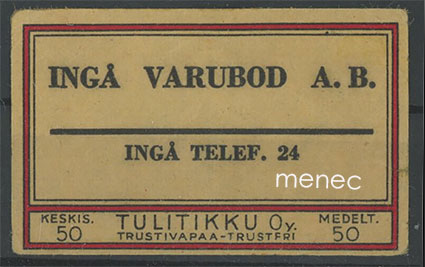 INGÅ VARUBOD A.B.
INGÅ TELEF. 24
menec
KESKIS. 50
TULITIKKU Oy.
TRUSTIVAPAA-TRUSTFRI
MEDELT. 50